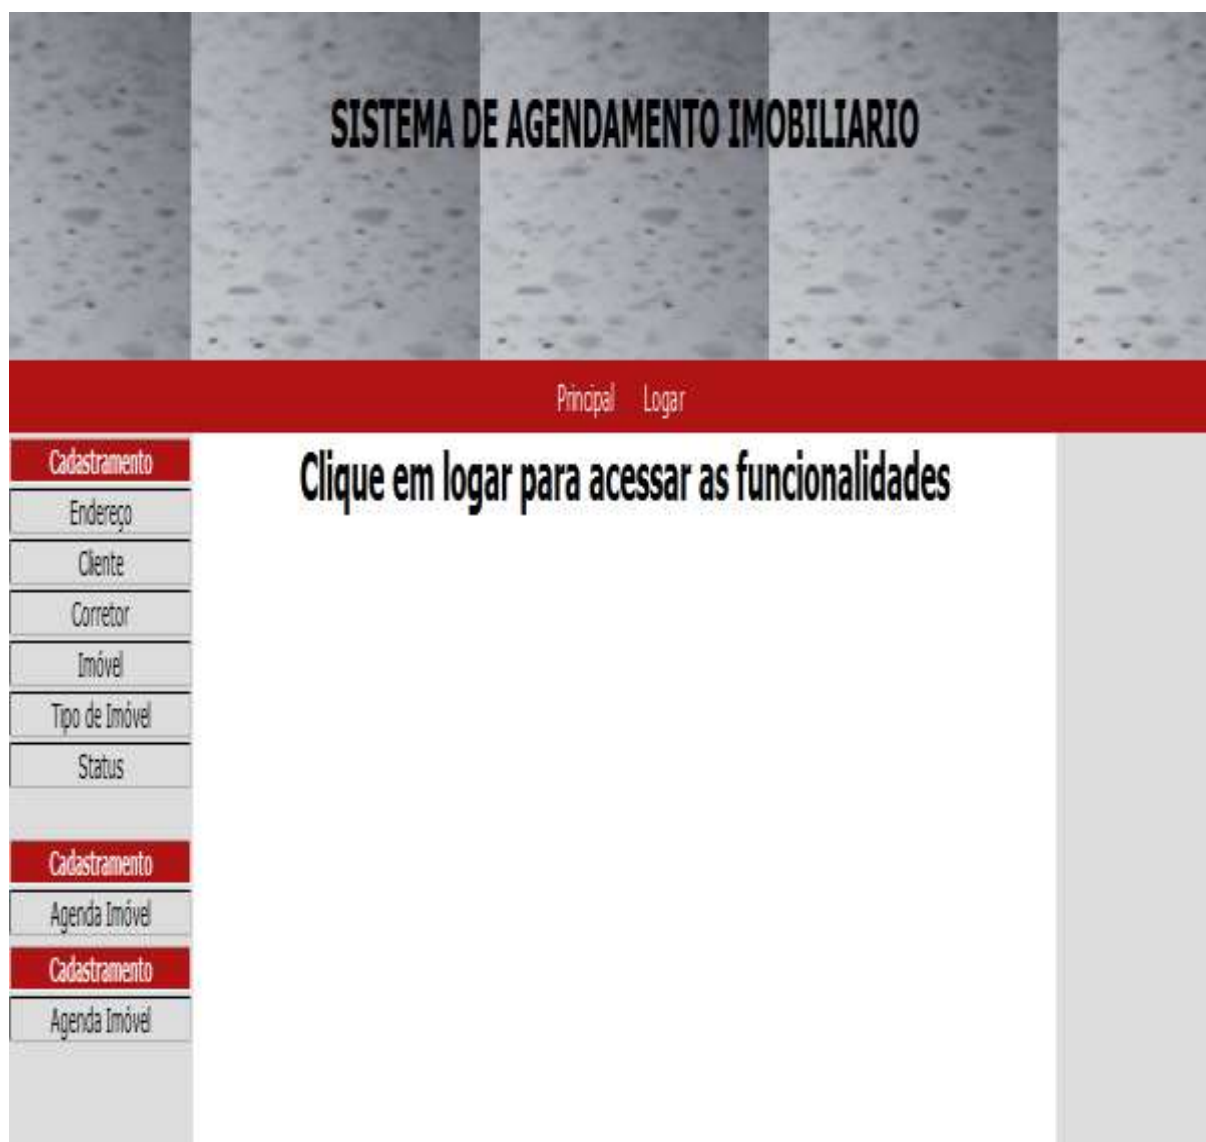 SISTEMA DE AGENDAMENTO IMOBILIARIO
Principal Logar
Cadastramento
Endereço
Cliente
Corretor
Imóvel
Tipo de Imóvel
Status
Cadastramento
Agenda Imóvel
Cadastramento
Agenda Imóvel
Clique em logar para acessar as funcionalidades